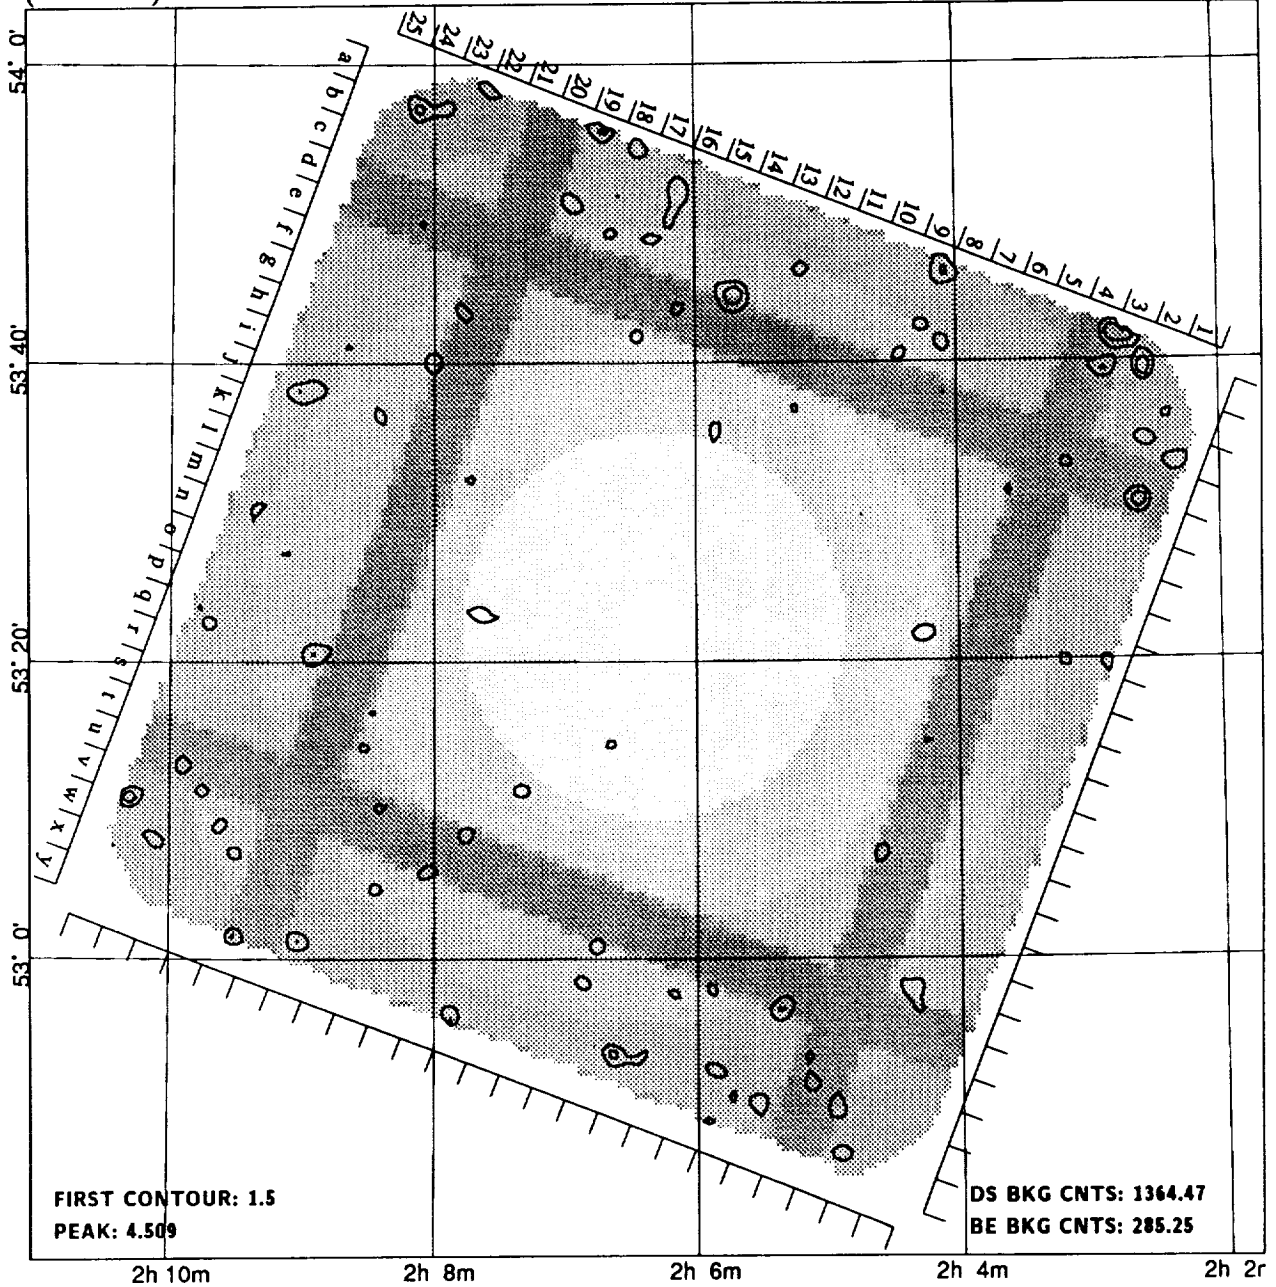 25 24 23 22 21 20 19 18 17 16 15 14 13 12 11 10 9 8 7 6 5 4 3 2 1
a b c d e f g h i j k l m n o p q r s t u v w x y
54° 0'
53° 40'
53° 20'
53° 0'
FIRST CONTOUR: 1.5
PEAK: 4.509
DS BKG CNTS: 1364.47
BE BKG CNTS: 285.25
2h 10m 2h 8m 2h 6m 2h 4m 2h 2